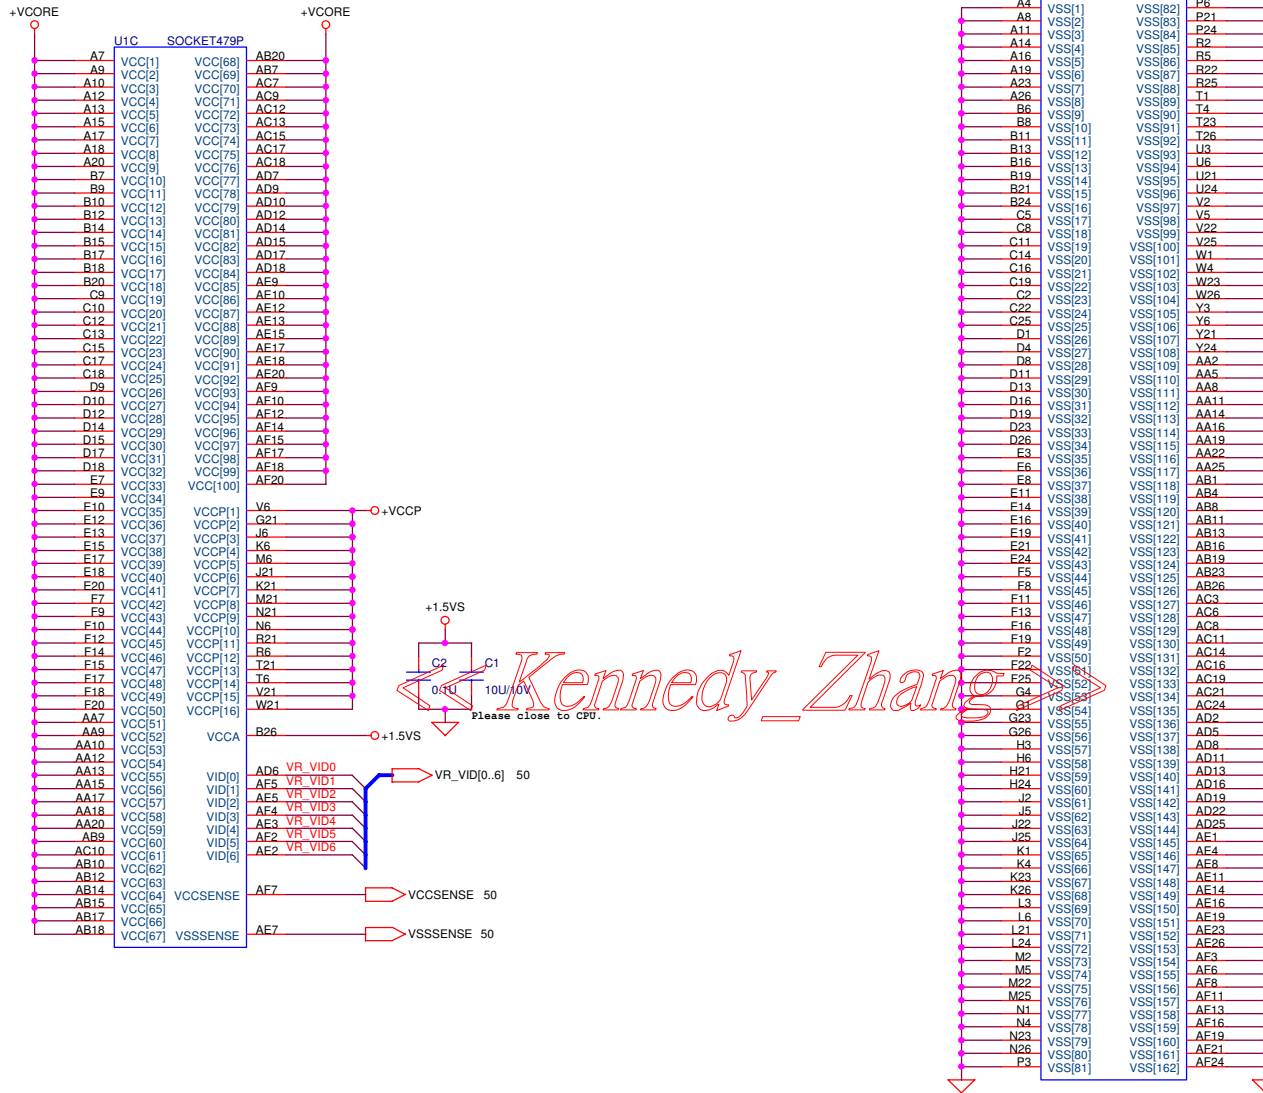 +VCORE +VCORE
U1C SOCKET479P
A7 VCC[1] VCC[68] AB20
A9 VCC[2] VCC[69] AB7
A10 VCC[3] VCC[70] AC7
A12 VCC[4] VCC[71] AC9
A13 VCC[5] VCC[72] AC12
A15 VCC[6] VCC[73] AC13
A17 VCC[7] VCC[74] AC15
A18 VCC[8] VCC[75] AC17
A20 VCC[9] VCC[76] AC18
B7 VCC[10] VCC[77] AD7
B9 VCC[11] VCC[78] AD9
B10 VCC[12] VCC[79] AD10
B12 VCC[13] VCC[80] AD12
B14 VCC[14] VCC[81] AD14
B15 VCC[15] VCC[82] AD15
B17 VCC[16] VCC[83] AD17
B18 VCC[17] VCC[84] AD18
B20 VCC[18] VCC[85] AE9
C9 VCC[19] VCC[86] AE10
C10 VCC[20] VCC[87] AE12
C12 VCC[21] VCC[88] AE13
C13 VCC[22] VCC[89] AE15
C15 VCC[23] VCC[90] AE17
C17 VCC[24] VCC[91] AE18
C18 VCC[25] VCC[92] AE20
D9 VCC[26] VCC[93] AF9
D10 VCC[27] VCC[94] AF10
D12 VCC[28] VCC[95] AF12
D14 VCC[29] VCC[96] AF14
D15 VCC[30] VCC[97] AF15
D17 VCC[31] VCC[98] AF17
D18 VCC[32] VCC[99] AF18
E7 VCC[33] VCC[100] AF20
E9 VCC[34]
E10 VCC[35] VCCP[1] V6 +VCCP
E12 VCC[36] VCCP[2] G21
E13 VCC[37] VCCP[3] J6
E15 VCC[38] VCCP[4] K6
E17 VCC[39] VCCP[5] M6
E18 VCC[40] VCCP[6] J21
E20 VCC[41] VCCP[7] K21
F7 VCC[42] VCCP[8] M21
F9 VCC[43] VCCP[9] N21
F10 VCC[44] VCCP[10] N6
F12 VCC[45] VCCP[11] R21
F14 VCC[46] VCCP[12] R6
F15 VCC[47] VCCP[13] T21
F17 VCC[48] VCCP[14] T6
F18 VCC[49] VCCP[15] V21
F20 VCC[50] VCCP[16] W21
AA7 VCC[51]
AA9 VCC[52] VCCA B26 +1.5VS
AA10 VCC[53]
AA12 VCC[54]
AA13 VCC[55] VID[0] AD6 VR_VID0 VR_VID[0..6] 50
AA15 VCC[56] VID[1] AF5 VR_VID1
AA17 VCC[57] VID[2] AE5 VR_VID2
AA18 VCC[58] VID[3] AF4 VR_VID3
AA20 VCC[59] VID[4] AE3 VR_VID4
AB9 VCC[60] VID[5] AF2 VR_VID5
AC10 VCC[61] VID[6] AE2 VR_VID6
AB10 VCC[62]
AB12 VCC[63]
AB14 VCC[64] VCCSENSE AF7 VCCSENSE 50
AB15 VCC[65]
AB17 VCC[66]
AB18 VCC[67] VSSSENSE AE7 VSSSENSE 50
+1.5VS
C2 C1
0.1U 10U/10V
Please close to CPU.
<<Kennedy_Zhang>>
A4 VSS[1] VSS[82] P6
A8 VSS[2] VSS[83] P21
A11 VSS[3] VSS[84] P24
A14 VSS[4] VSS[85] R2
A16 VSS[5] VSS[86] R5
A19 VSS[6] VSS[87] R22
A23 VSS[7] VSS[88] R25
A26 VSS[8] VSS[89] T1
B6 VSS[9] VSS[90] T4
B8 VSS[10] VSS[91] T23
B11 VSS[11] VSS[92] T26
B13 VSS[12] VSS[93] U3
B16 VSS[13] VSS[94] U6
B19 VSS[14] VSS[95] U21
B21 VSS[15] VSS[96] U24
B24 VSS[16] VSS[97] V2
C5 VSS[17] VSS[98] V5
C8 VSS[18] VSS[99] V22
C11 VSS[19] VSS[100] V25
C14 VSS[20] VSS[101] W1
C16 VSS[21] VSS[102] W4
C19 VSS[22] VSS[103] W23
C2 VSS[23] VSS[104] W26
C22 VSS[24] VSS[105] Y3
C25 VSS[25] VSS[106] Y6
D1 VSS[26] VSS[107] Y21
D4 VSS[27] VSS[108] Y24
D8 VSS[28] VSS[109] AA2
D11 VSS[29] VSS[110] AA5
D13 VSS[30] VSS[111] AA8
D16 VSS[31] VSS[112] AA11
D19 VSS[32] VSS[113] AA14
D23 VSS[33] VSS[114] AA16
D26 VSS[34] VSS[115] AA19
E3 VSS[35] VSS[116] AA22
E6 VSS[36] VSS[117] AA25
E8 VSS[37] VSS[118] AB1
E11 VSS[38] VSS[119] AB4
E14 VSS[39] VSS[120] AB8
E16 VSS[40] VSS[121] AB11
E19 VSS[41] VSS[122] AB13
E21 VSS[42] VSS[123] AB16
E24 VSS[43] VSS[124] AB19
F5 VSS[44] VSS[125] AB23
F8 VSS[45] VSS[126] AB26
F11 VSS[46] VSS[127] AC3
F13 VSS[47] VSS[128] AC6
F16 VSS[48] VSS[129] AC8
F19 VSS[49] VSS[130] AC11
F2 VSS[50] VSS[131] AC14
F22 VSS[51] VSS[132] AC16
F25 VSS[52] VSS[133] AC19
G4 VSS[53] VSS[134] AC21
G1 VSS[54] VSS[135] AC24
G23 VSS[55] VSS[136] AD2
G26 VSS[56] VSS[137] AD5
H3 VSS[57] VSS[138] AD8
H6 VSS[58] VSS[139] AD11
H21 VSS[59] VSS[140] AD13
H24 VSS[60] VSS[141] AD16
J2 VSS[61] VSS[142] AD19
J5 VSS[62] VSS[143] AD22
J22 VSS[63] VSS[144] AD25
J25 VSS[64] VSS[145] AE1
K1 VSS[65] VSS[146] AE4
K4 VSS[66] VSS[147] AE8
K23 VSS[67] VSS[148] AE11
K26 VSS[68] VSS[149] AE14
L3 VSS[69] VSS[150] AE16
L6 VSS[70] VSS[151] AE19
L21 VSS[71] VSS[152] AE23
L24 VSS[72] VSS[153] AE26
M2 VSS[73] VSS[154] AF3
M5 VSS[74] VSS[155] AF6
M22 VSS[75] VSS[156] AF8
M25 VSS[76] VSS[157] AF11
N1 VSS[77] VSS[158] AF13
N4 VSS[78] VSS[159] AF16
N23 VSS[79] VSS[160] AF19
N26 VSS[80] VSS[161] AF21
P3 VSS[81] VSS[162] AF24